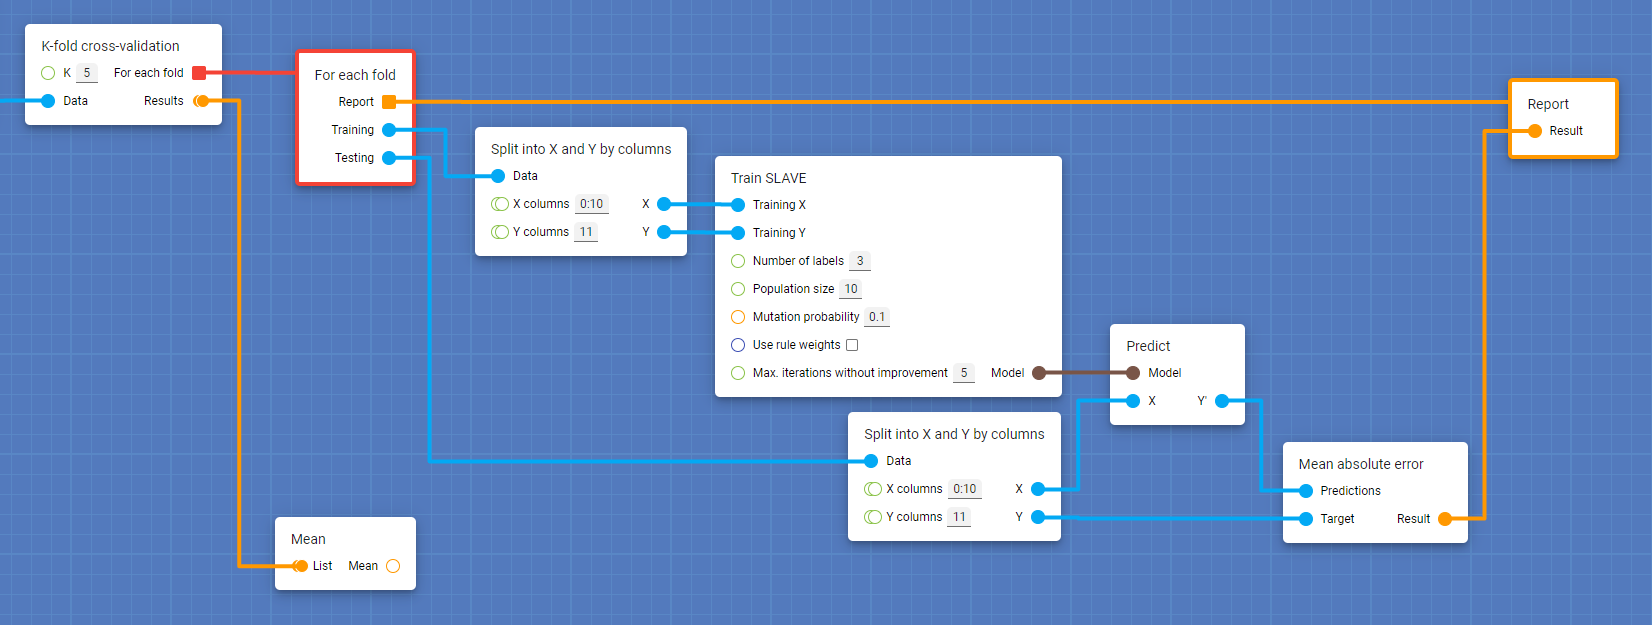 K-fold cross-validation
K 5 For each fold
Data Results
For each fold
Report
Training
Testing
Split into X and Y by columns
Data
X columns 0:10 X
Y columns 11 Y
Train SLAVE
Training X
Training Y
Number of labels 3
Population size 10
Mutation probability 0.1
Use rule weights
Max. iterations without improvement 5 Model
Split into X and Y by columns
Data
X columns 0:10 X
Y columns 11 Y
Predict
Model
X Y'
Mean absolute error
Predictions
Target Result
Report
Result
Mean
List Mean